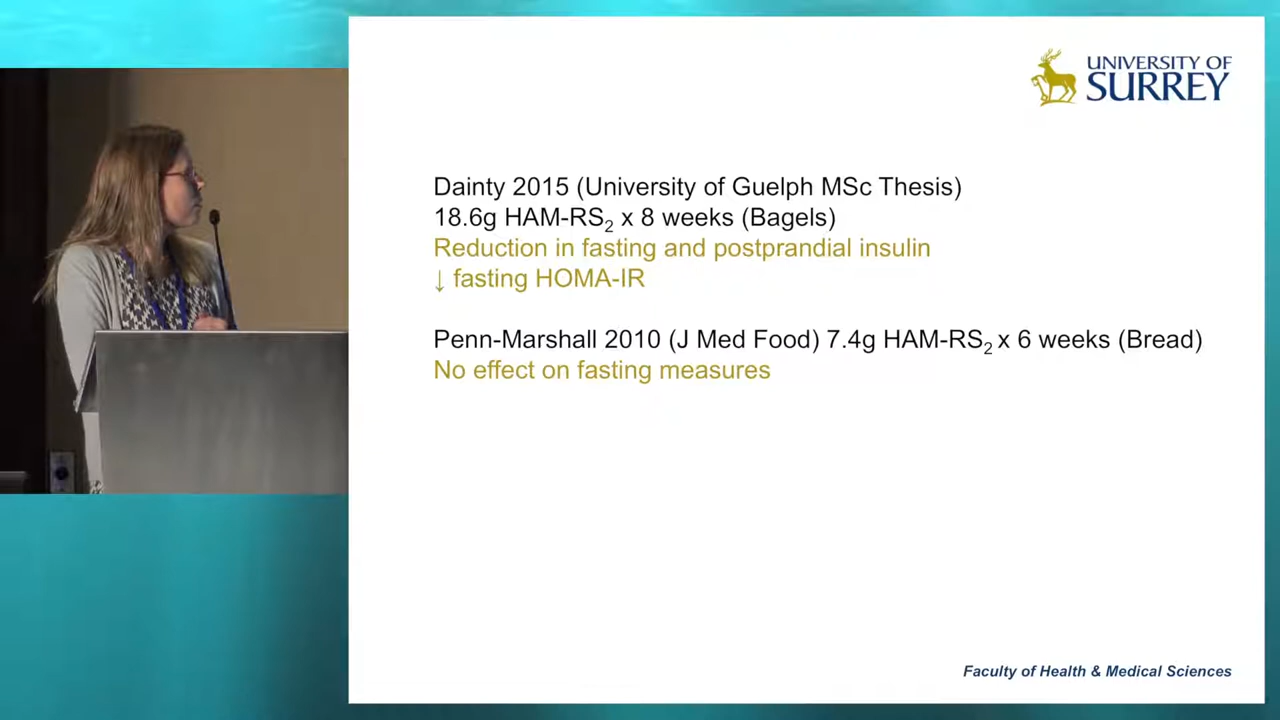 UNIVERSITY OF
SURREY
Dainty 2015 (University of Guelph MSc Thesis)
18.6g HAM-RS₂ x 8 weeks (Bagels)
Reduction in fasting and postprandial insulin
↓ fasting HOMA-IR
Penn-Marshall 2010 (J Med Food) 7.4g HAM-RS₂ x 6 weeks (Bread)
No effect on fasting measures
Faculty of Health & Medical Sciences